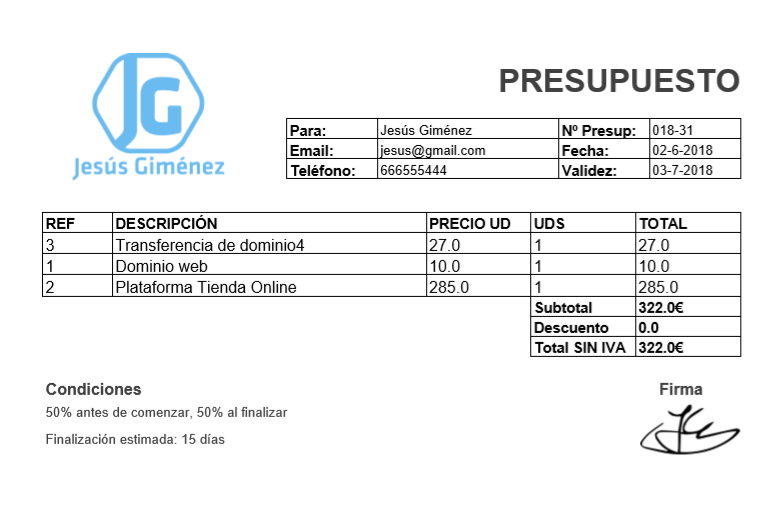 JG
Jesús Giménez
PRESUPUESTO
Para: Jesús Giménez Nº Presup: 018-31
Email: jesus@gmail.com Fecha: 02-6-2018
Teléfono: 666555444 Validez: 03-7-2018
REF DESCRIPCIÓN PRECIO UD UDS TOTAL
3 Transferencia de dominio4 27.0 1 27.0
1 Dominio web 10.0 1 10.0
2 Plataforma Tienda Online 285.0 1 285.0
Subtotal 322.0€
Descuento 0.0
Total SIN IVA 322.0€
Condiciones Firma
50% antes de comenzar, 50% al finalizar
Finalización estimada: 15 días